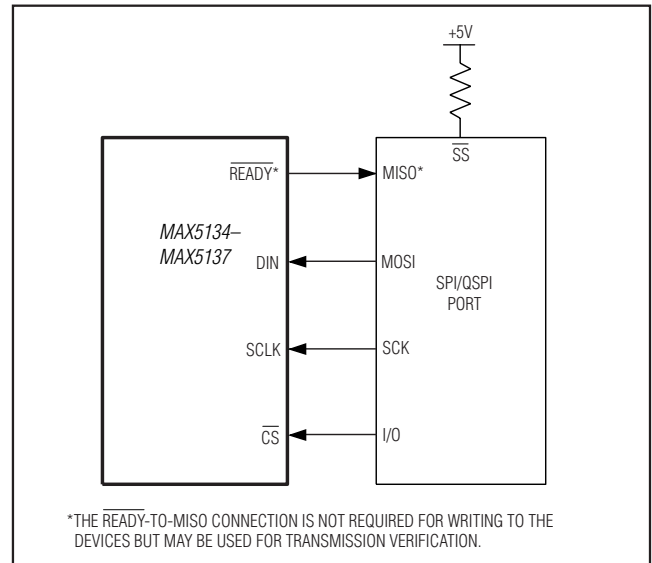 +5V
SS
READY*
MISO*
MAX5134–
MAX5137
DIN
MOSI
SPI/QSPI
PORT
SCLK
SCK
CS
I/O
*THE READY-TO-MISO CONNECTION IS NOT REQUIRED FOR WRITING TO THE
DEVICES BUT MAY BE USED FOR TRANSMISSION VERIFICATION.